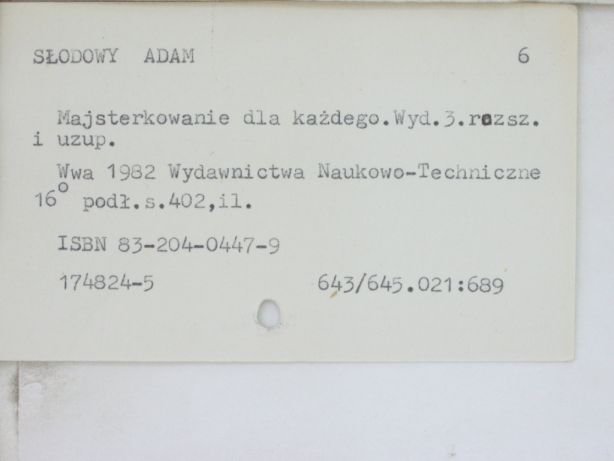 SŁODOWY ADAM 6
Majsterkowanie dla każdego.Wyd.3.rozsz.
i uzup.
Wwa 1982 Wydawnictwa Naukowo-Techniczne
16° podł.s.402,il.
ISBN 83-204-0447-9
174824-5 643/645.021:689